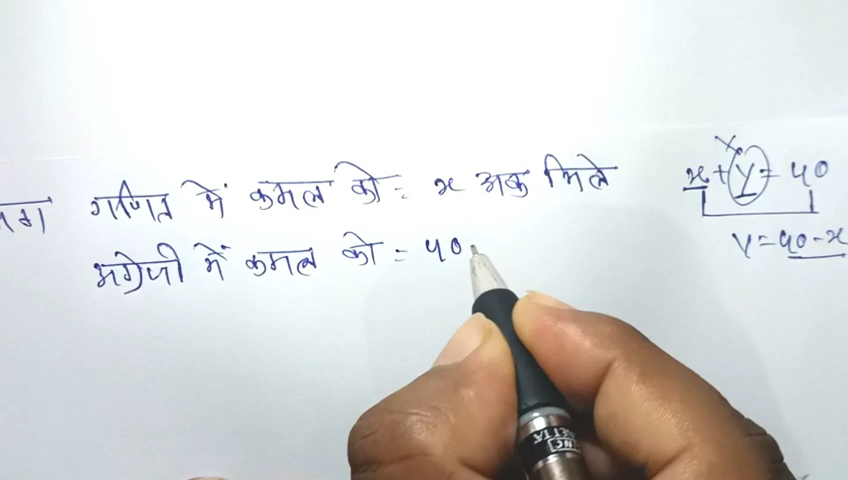 गणित में कमल को = x अंक मिले
अंग्रेजी में कमल को = 40
x + y = 40
y = 40 - x